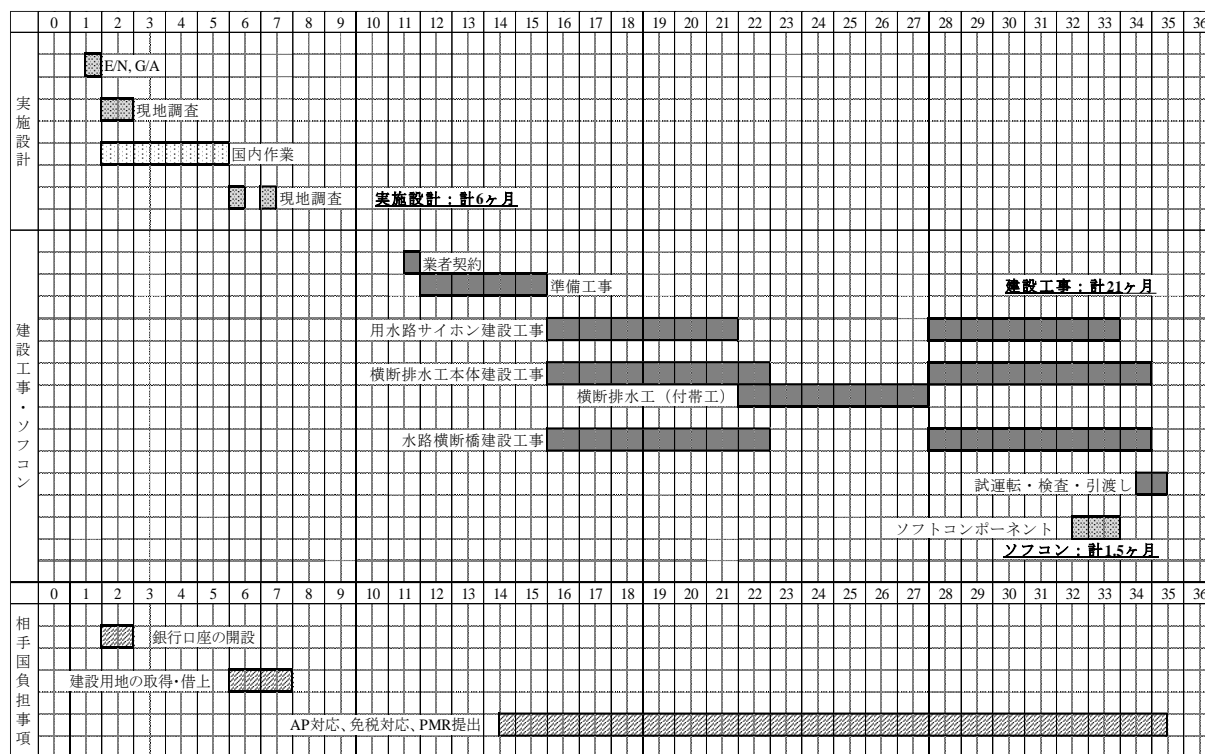 0 1 2 3 4 5 6 7 8 9 10 11 12 13 14 15 16 17 18 19 20 21 22 23 24 25 26 27 28 29 30 31 32 33 34 35 36
実施設計
E/N, G/A
現地調査
国内作業
現地調査
実施設計：計6ヶ月
建設工事・ソフコン
業者契約
準備工事
建設工事：計21ヶ月
用水路サイホン建設工事
横断排水工本体建設工事
横断排水工（付帯工）
水路横断橋建設工事
試運転・検査・引渡し
ソフトコンポーネント
ソフコン：計1.5ヶ月
0 1 2 3 4 5 6 7 8 9 10 11 12 13 14 15 16 17 18 19 20 21 22 23 24 25 26 27 28 29 30 31 32 33 34 35 36
相手国負担事項
銀行口座の開設
建設用地の取得・借上
AP対応、免税対応、PMR提出